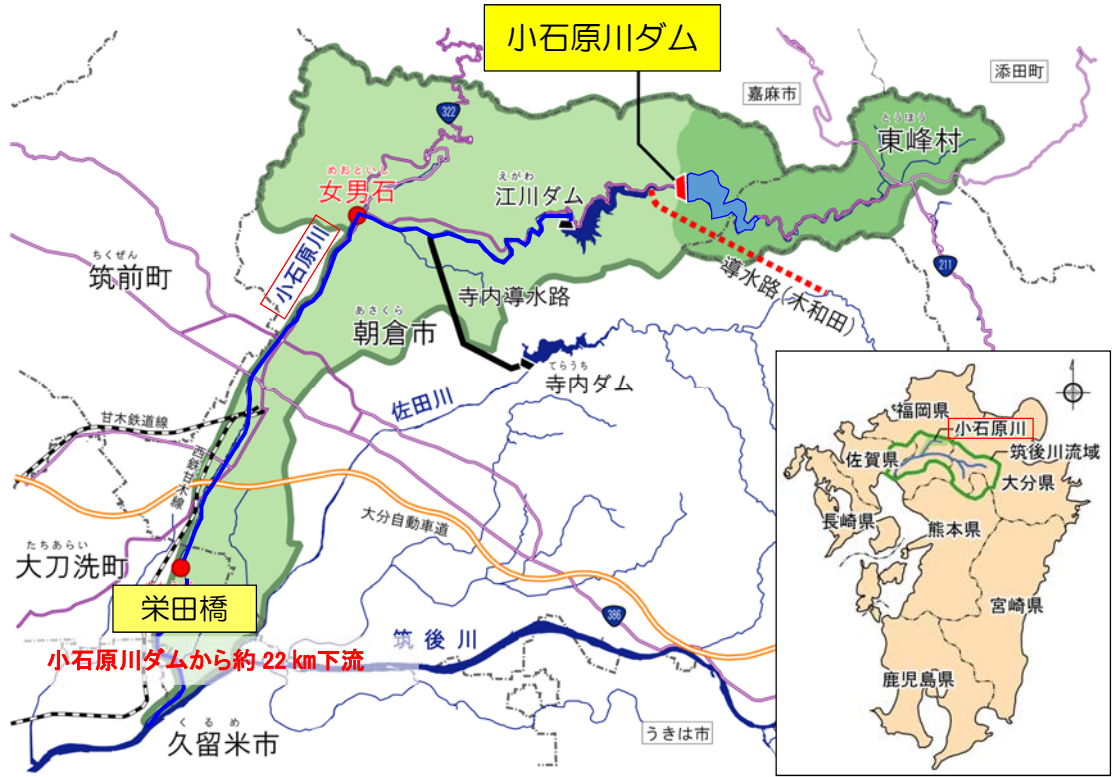 小石原川ダム
添田町
嘉麻市
とうほう
東峰村
322
めおといし
女男石
えがわ
江川ダム
小石原川
ちくぜん
筑前町
211
導水路(木和田)
寺内導水路
あさくら
朝倉市
てらうち
寺内ダム
佐田川
甘木鉄道線
西鉄甘木線
大分自動車道
たちあらい
大刀洗町
栄田橋
386
筑後川
小石原川ダムから約22km下流
くるめ
久留米市
うきは市
福岡県
小石原川
筑後川流域
佐賀県
大分県
長崎県
熊本県
宮崎県
鹿児島県